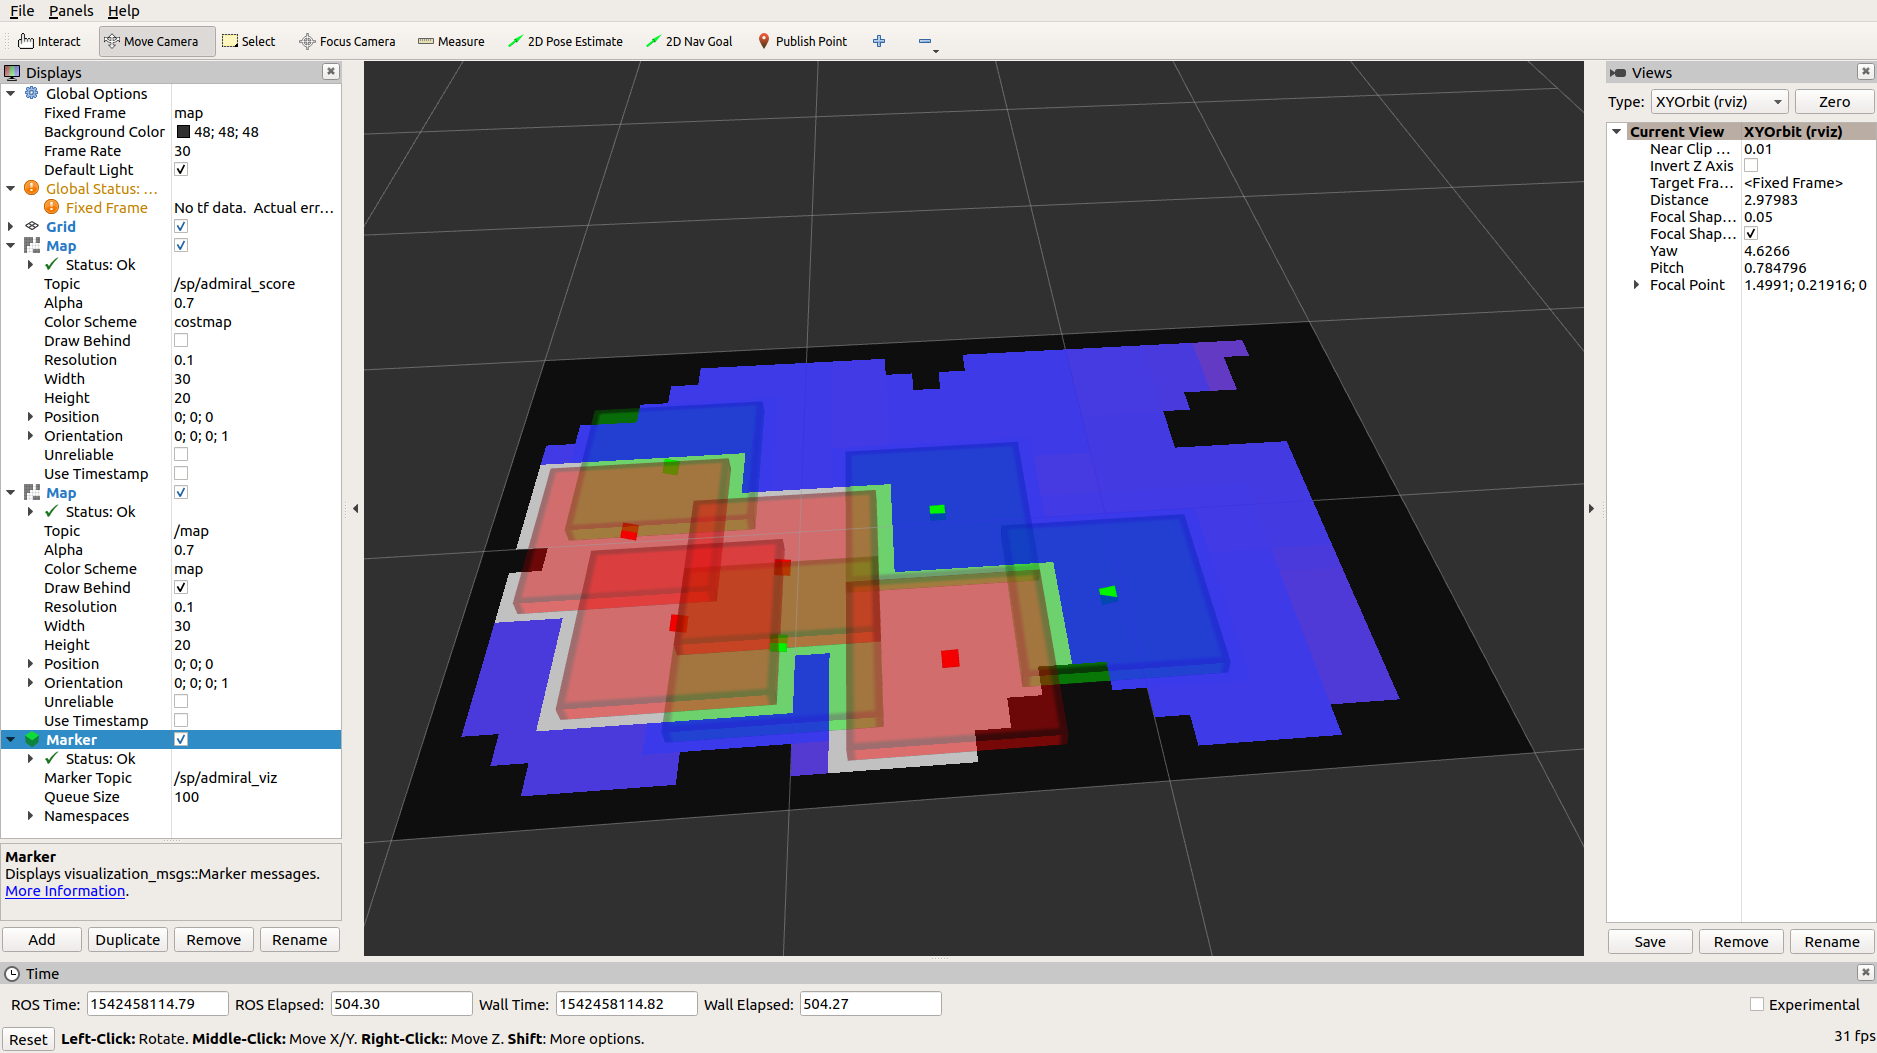 File Panels Help
Interact Move Camera Select Focus Camera Measure 2D Pose Estimate 2D Nav Goal Publish Point
Displays
Global Options
Fixed Frame map
Background Color 48; 48; 48
Frame Rate 30
Default Light
Global Status: ...
Fixed Frame No tf data. Actual err...
Grid
Map
Status: Ok
Topic /sp/admiral_score
Alpha 0.7
Color Scheme costmap
Draw Behind
Resolution 0.1
Width 30
Height 20
Position 0; 0; 0
Orientation 0; 0; 0; 1
Unreliable
Use Timestamp
Map
Status: Ok
Topic /map
Alpha 0.7
Color Scheme map
Draw Behind
Resolution 0.1
Width 30
Height 20
Position 0; 0; 0
Orientation 0; 0; 0; 1
Unreliable
Use Timestamp
Marker
Status: Ok
Marker Topic /sp/admiral_viz
Queue Size 100
Namespaces
Marker
Displays visualization_msgs::Marker messages.
More Information.
Add Duplicate Remove Rename
Views
Type: XYOrbit (rviz) Zero
Current View XYOrbit (rviz)
Near Clip ... 0.01
Invert Z Axis
Target Fra... <Fixed Frame>
Distance 2.97983
Focal Shap... 0.05
Focal Shap...
Yaw 4.6266
Pitch 0.784796
Focal Point 1.4991; 0.21916; 0
Save Remove Rename
Time
ROS Time: 1542458114.79 ROS Elapsed: 504.30 Wall Time: 1542458114.82 Wall Elapsed: 504.27 Experimental
Reset Left-Click: Rotate. Middle-Click: Move X/Y. Right-Click:: Move Z. Shift: More options. 31 fps